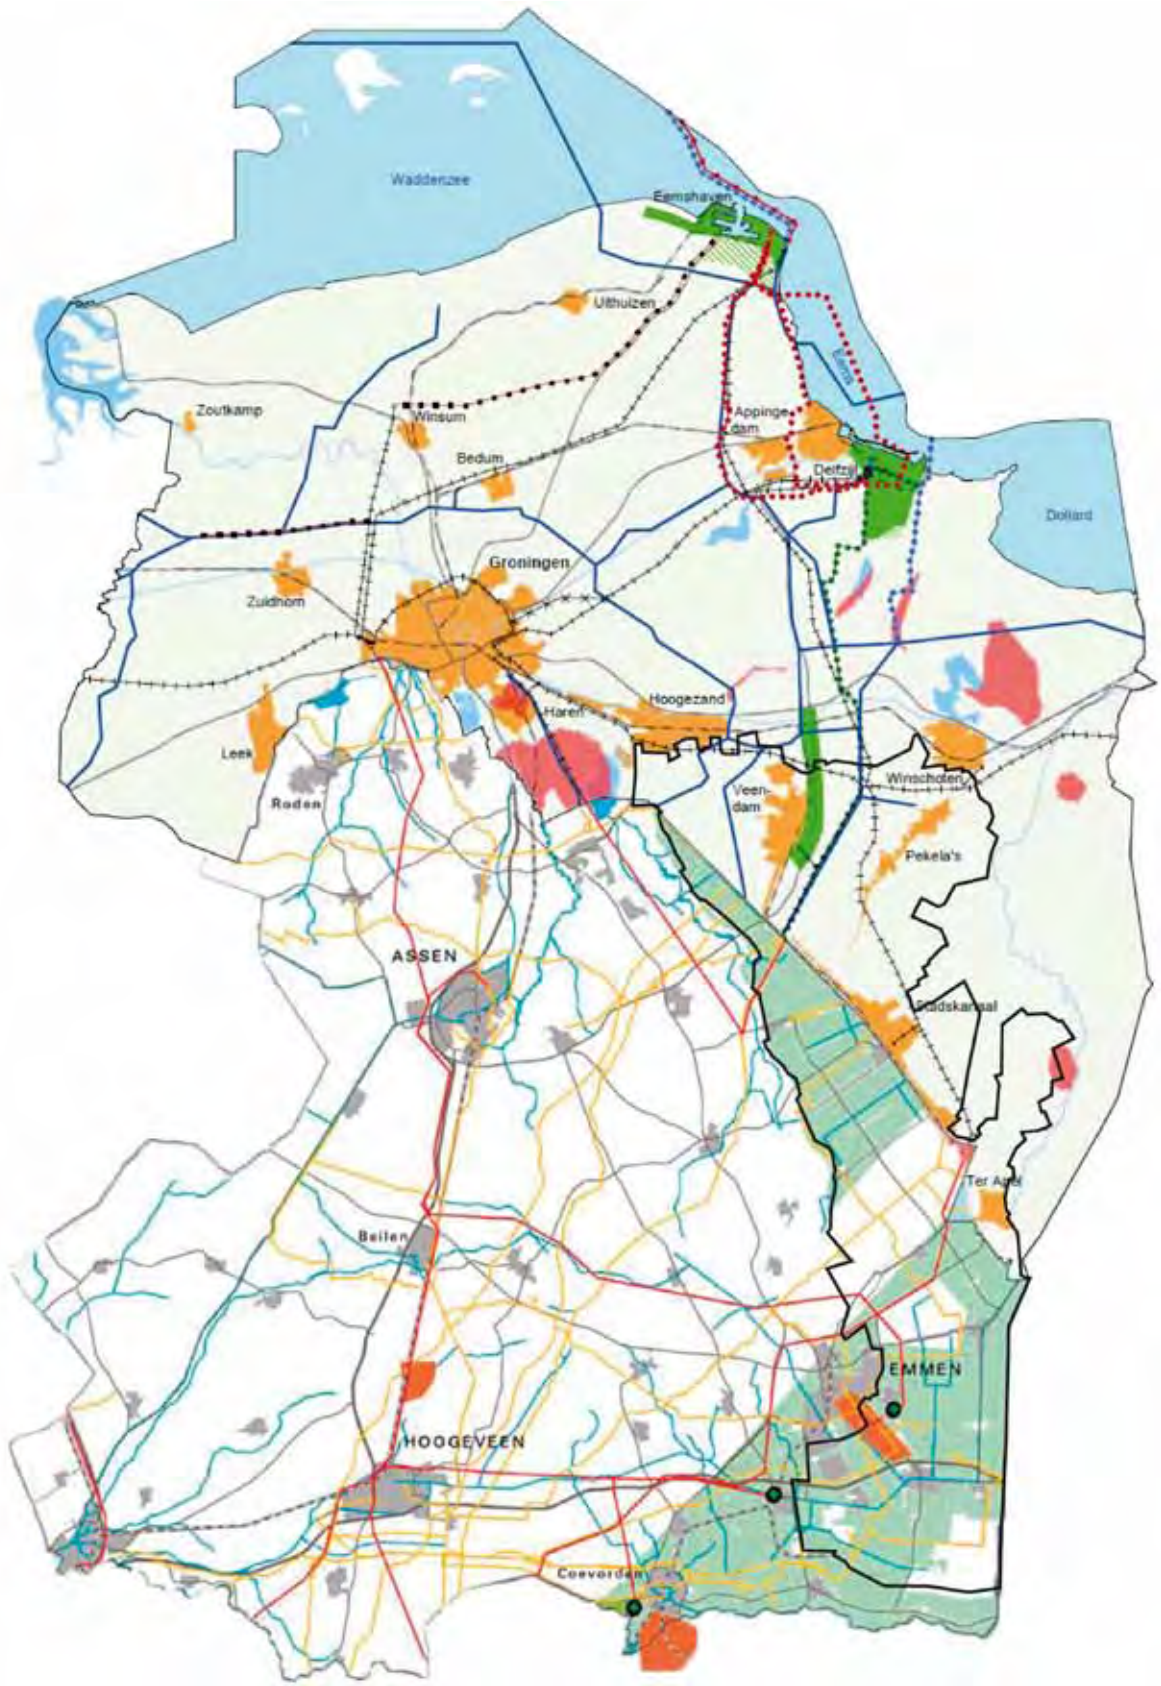 Waddenzee
Eemshaven
Uithuizen
Eems
Zoutkamp
Winsum
Appinge-
dam
Bedum
Delfzijl
Dollard
Groningen
Zuidhorn
Hoogezand
Haren
Leek
Winschoten
Roden
Veen-
dam
Pekela's
ASSEN
Stadskanaal
Ter Apel
Beilen
EMMEN
HOOGEVEEN
Coevorden